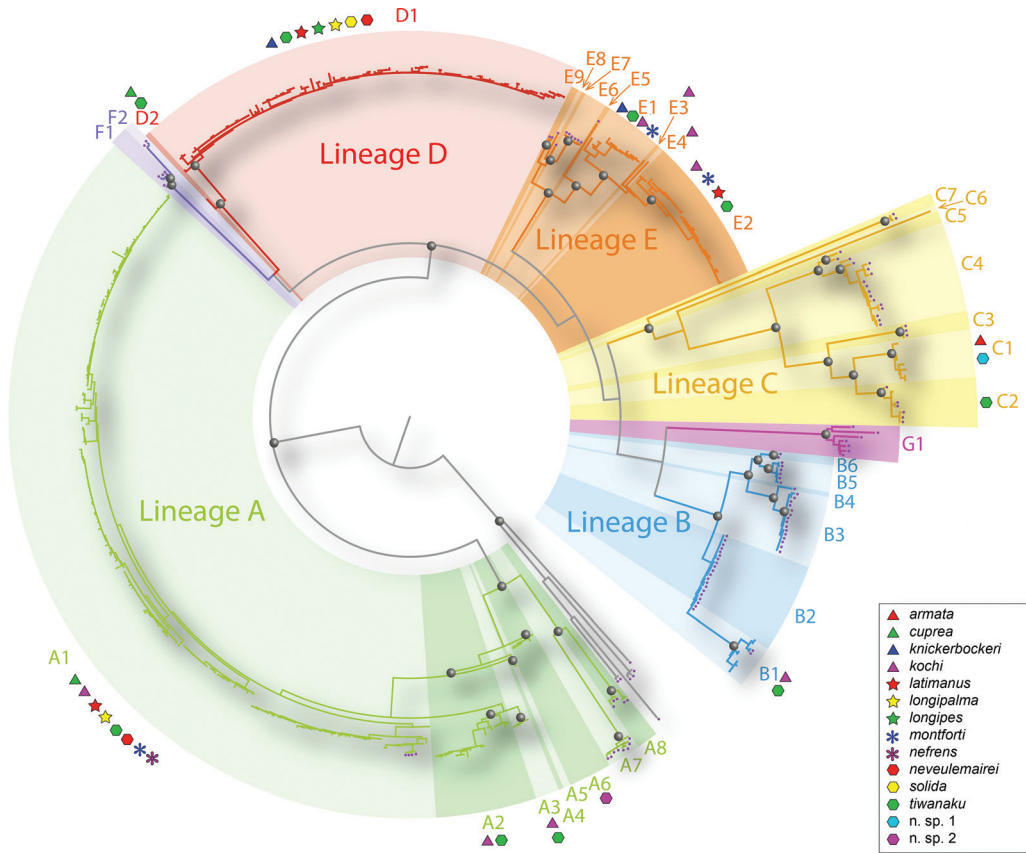 D1
E8
E7
E9
E5
E6
E1
E3
E4
F2
D2
F1
Lineage D
E2
C7
C6
C5
Lineage E
C4
C3
C1
Lineage C
C2
G1
B6
B5
B4
Lineage A
Lineage B
B3
B2
B1
A1
A8
A7
A6
A5
A3
A4
A2
armata
cuprea
knickerbockeri
kochi
latimanus
longipalma
longipes
montforti
nefrens
neveulemairei
solida
tiwanaku
n. sp. 1
n. sp. 2